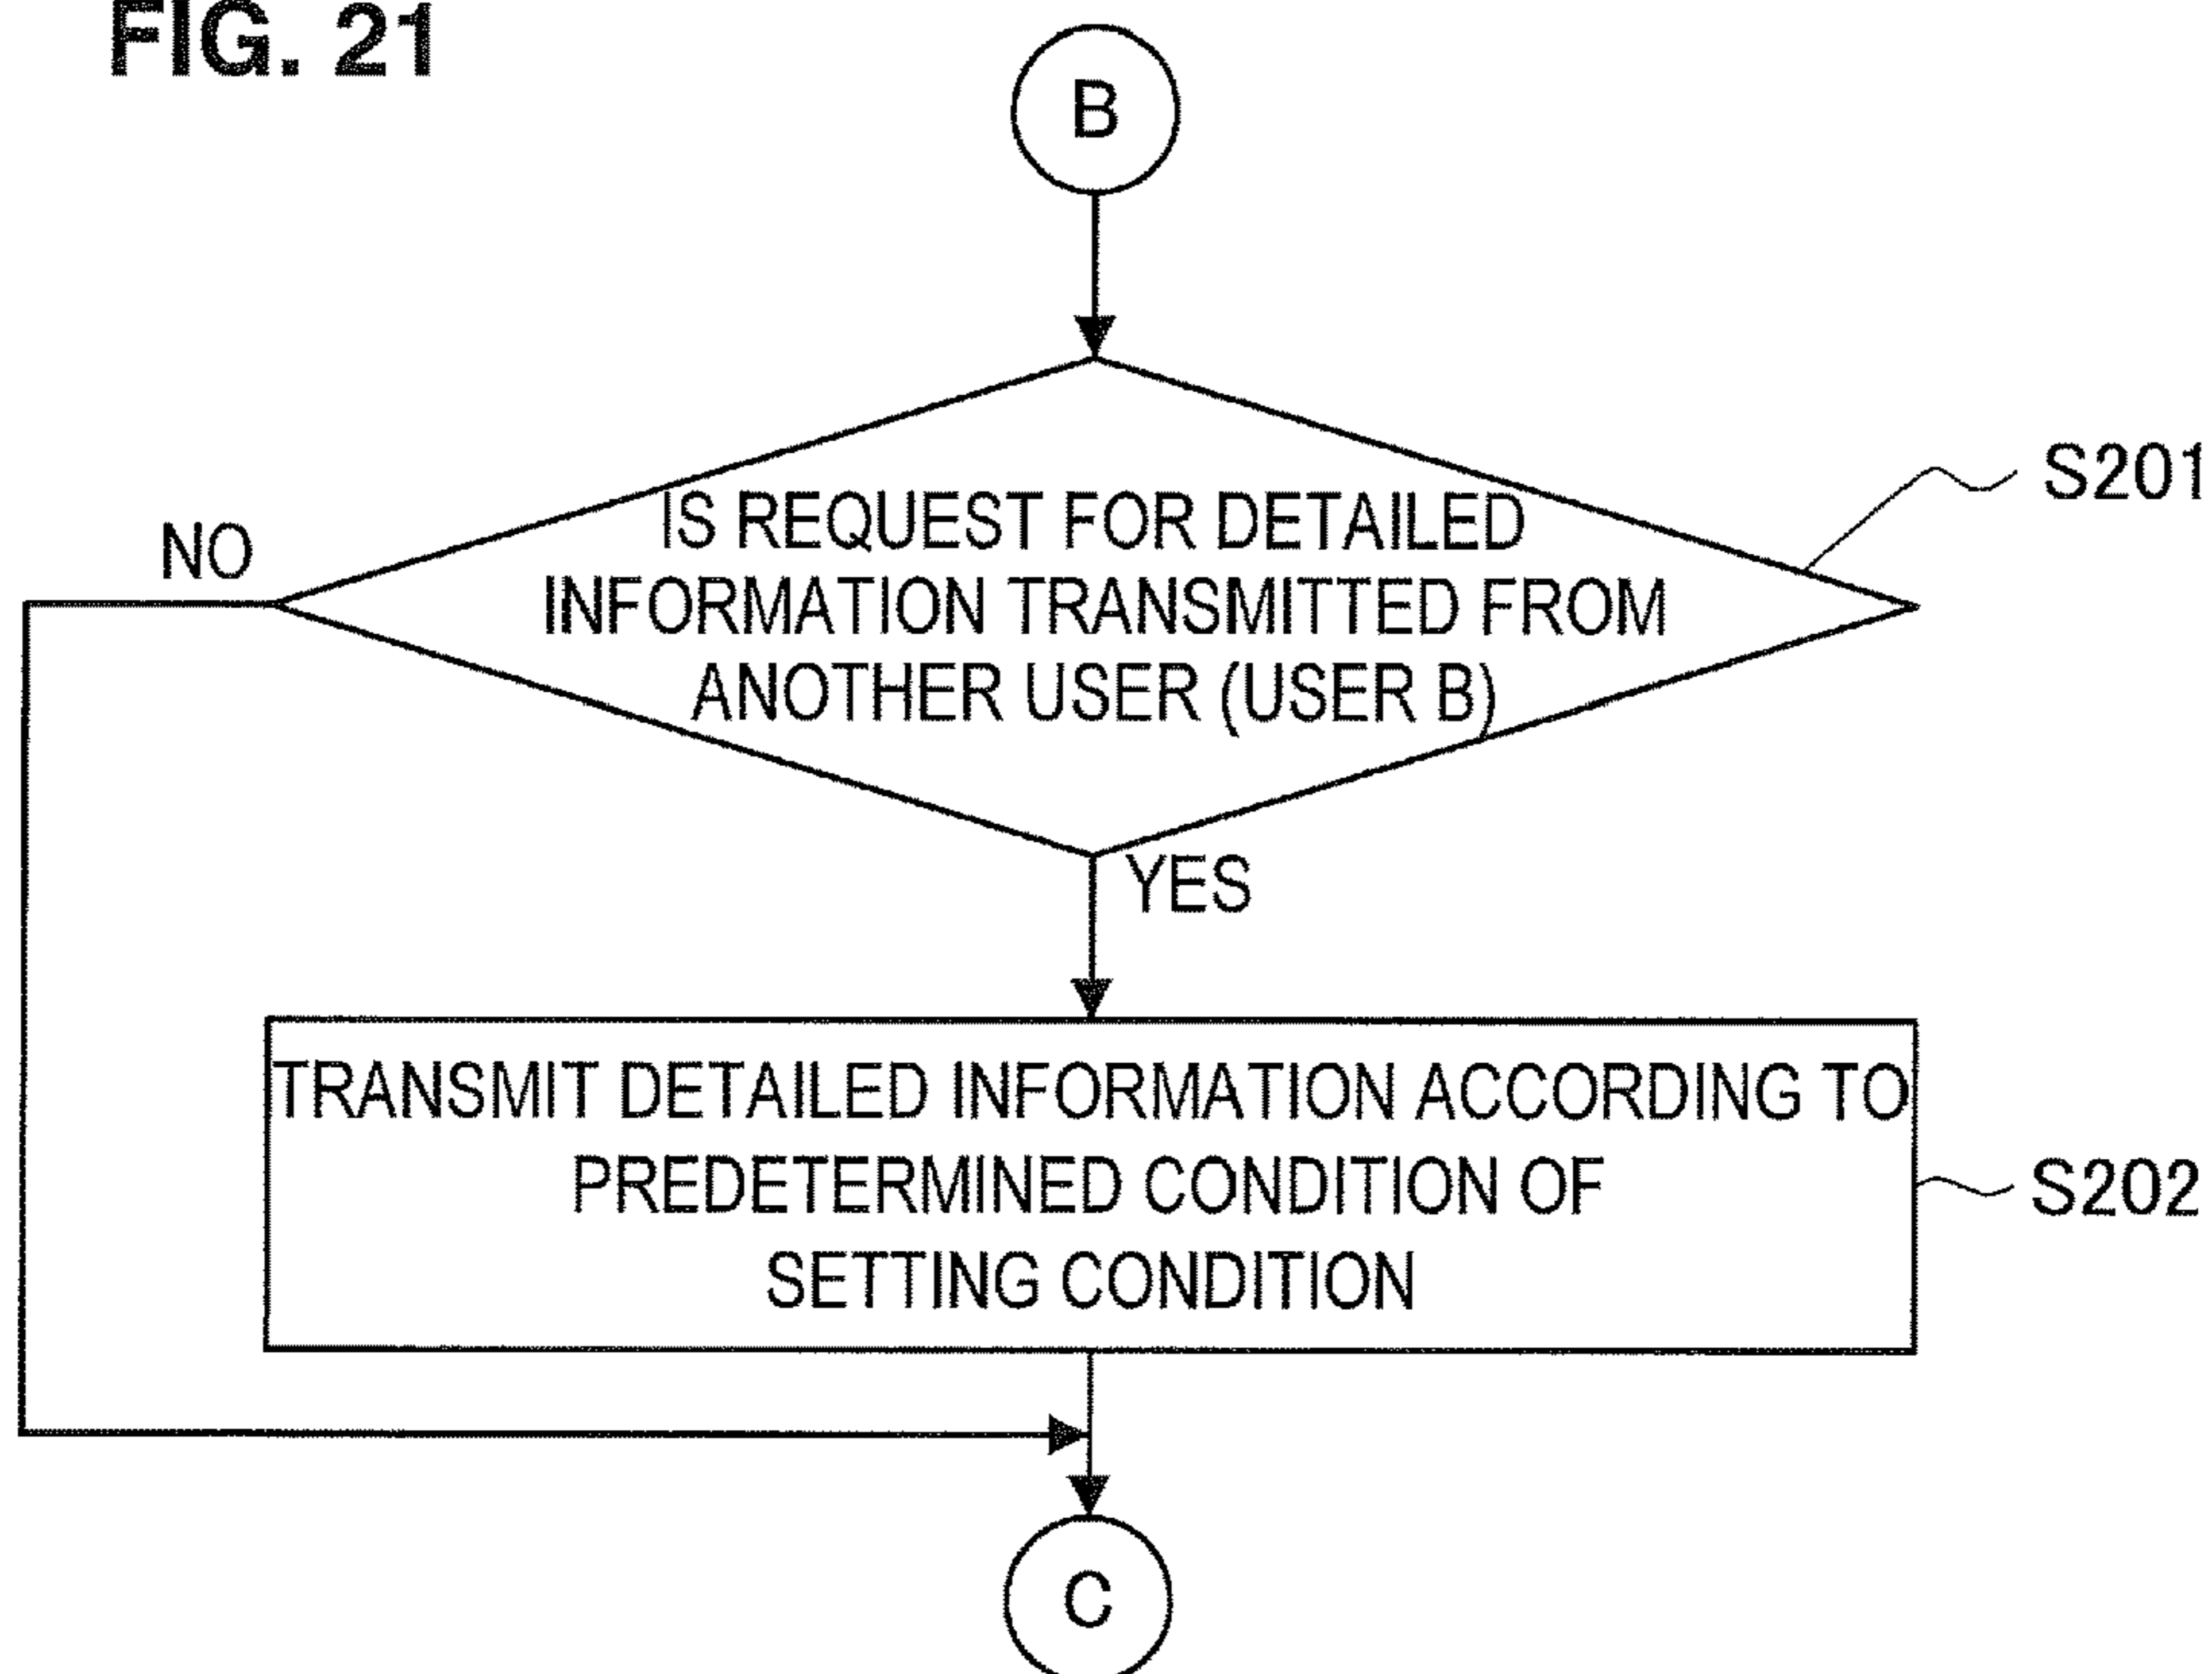 FIG. 21
B
IS REQUEST FOR DETAILED
INFORMATION TRANSMITTED FROM
ANOTHER USER (USER B)
S201
NO
YES
TRANSMIT DETAILED INFORMATION ACCORDING TO
PREDETERMINED CONDITION OF
SETTING CONDITION
S202
C